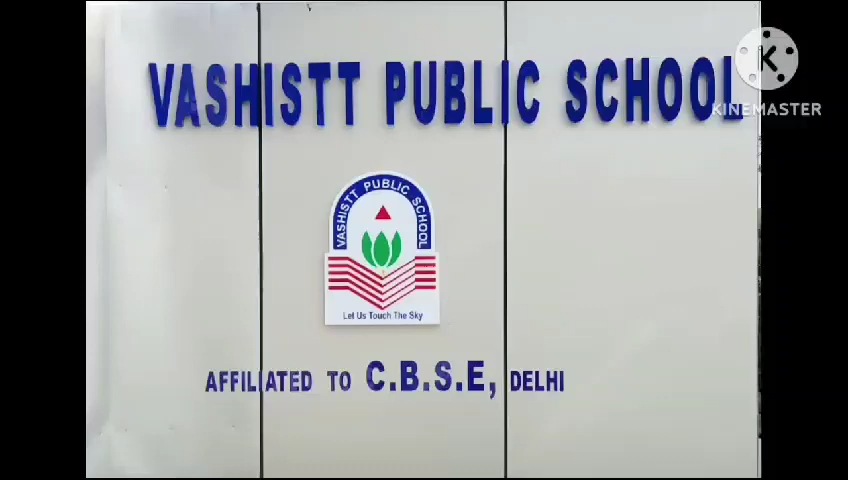 VASHISTT PUBLIC SCHOOL
KINEMASTER
VASHISTT PUBLIC SCHOOL
Let Us Touch The Sky
AFFILIATED TO C.B.S.E, DELHI